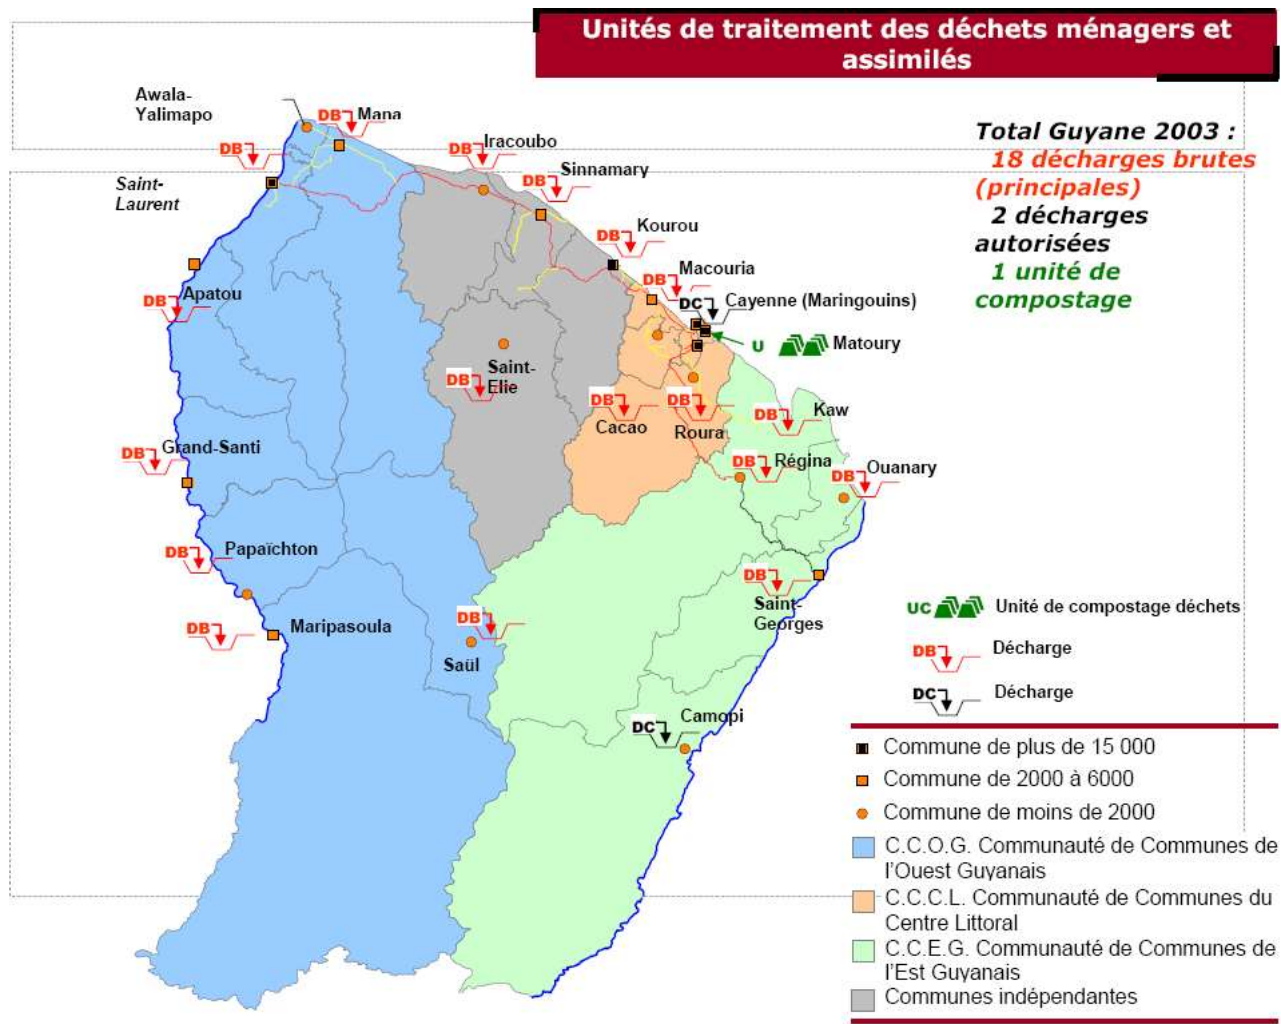 Unités de traitement des déchets ménagers et
assimilés
Total Guyane 2003 :
18 décharges brutes
(principales)
2 décharges
autorisées
1 unité de
compostage
Awala-
Yalimapo
DB
Mana
DB
Saint-
Laurent
DB
Iracoubo
DB
Sinnamary
DB
Kourou
DB
Macouria
DC
Cayenne (Maringouins)
U
Matoury
DB
Apatou
DB
Saint-
Elie
DB
Cacao
DB
Roura
DB
Kaw
DB
Régina
DB
Ouanary
DB
Grand-Santi
DB
Papaïchton
DB
Maripasoula
DB
Saül
DB
Saint-
Georges
DC
Camopi
UC
Unité de compostage déchets
DB
Décharge
DC
Décharge
Commune de plus de 15 000
Commune de 2000 à 6000
Commune de moins de 2000
C.C.O.G. Communauté de Communes de
l'Ouest Guyanais
C.C.C.L. Communauté de Communes du
Centre Littoral
C.C.E.G. Communauté de Communes de
l'Est Guyanais
Communes indépendantes